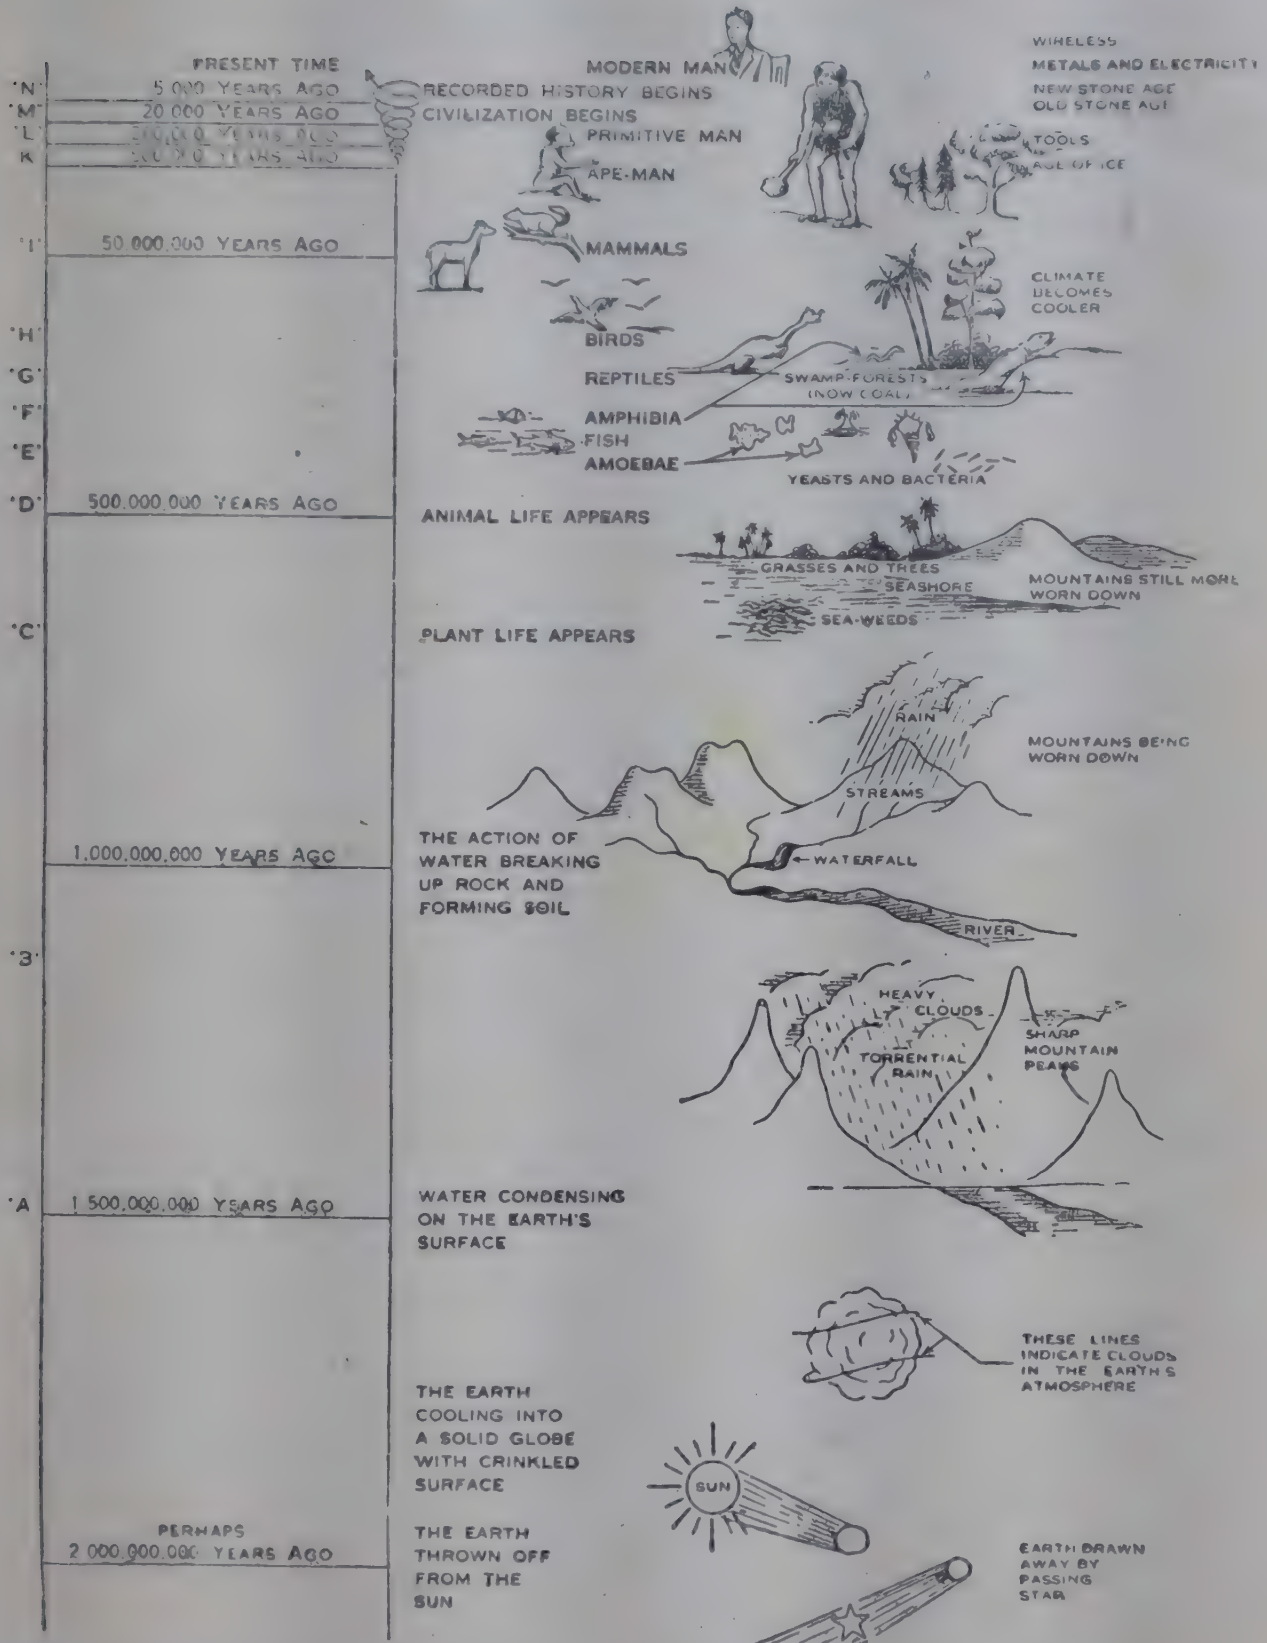 PRESENT TIME
'N' 5 000 YEARS AGO
'M' 20 000 YEARS AGO
'L' YEARS AGO
K YEARS AGO
'I' 50.000.000 YEARS AGO
'H'
'G'
'F'
'E'
'D' 500.000.000 YEARS AGO
'C'
1.000.000.000 YEARS AGO
'B'
'A 1 500.000.000 YEARS AGO
PERHAPS
2 000.000.000 YEARS AGO
MODERN MAN
RECORDED HISTORY BEGINS
CIVILIZATION BEGINS
PRIMITIVE MAN
APE-MAN
MAMMALS
BIRDS
REPTILES
AMPHIBIA
FISH
AMOEBAE
ANIMAL LIFE APPEARS
PLANT LIFE APPEARS
THE ACTION OF
WATER BREAKING
UP ROCK AND
FORMING SOIL
WATER CONDENSING
ON THE EARTH'S
SURFACE
THE EARTH
COOLING INTO
A SOLID GLOBE
WITH CRINKLED
SURFACE
THE EARTH
THROWN OFF
FROM THE
SUN
WIRELESS
METALS AND ELECTRICITY
NEW STONE AGE
OLD STONE AGE
TOOLS
AGE OF ICE
CLIMATE
BECOMES
COOLER
SWAMP-FORESTS
(NOW COAL)
YEASTS AND BACTERIA
GRASSES AND TREES
SEASHORE
SEA-WEEDS
MOUNTAINS STILL MORE
WORN DOWN
RAIN
STREAMS
MOUNTAINS BEING
WORN DOWN
WATERFALL
RIVER
HEAVY
CLOUDS
TORRENTIAL
RAIN
SHARP
MOUNTAIN
PEAKS
THESE LINES
INDICATE CLOUDS
IN THE EARTH'S
ATMOSPHERE
SUN
EARTH DRAWN
AWAY BY
PASSING
STAR